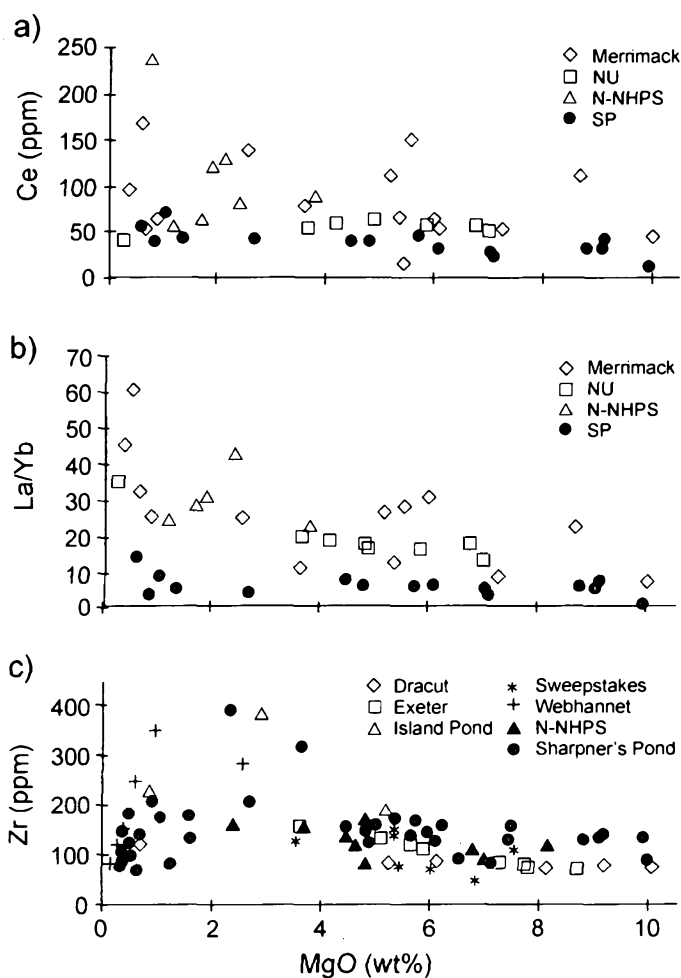 a)
Ce (ppm)
250
200
150
100
50
0
Merrimack
NU
N-NHPS
SP
b)
La/Yb
70
60
50
40
30
20
10
0
Merrimack
NU
N-NHPS
SP
c)
Zr (ppm)
400
300
200
100
0
Dracut
Exeter
Island Pond
Sweepstakes
Webhannet
N-NHPS
Sharpner's Pond
0 2 4 6 8 10
MgO (wt%)